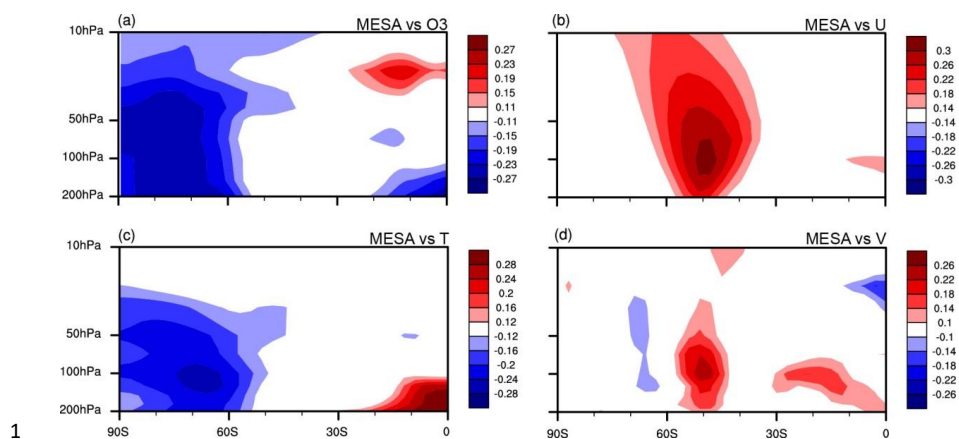 (a) MESA vs O3
10hPa
50hPa
100hPa
200hPa
90S 60S 30S 0
0.27
0.23
0.19
0.15
0.11
-0.11
-0.15
-0.19
-0.23
-0.27
(b) MESA vs U
0.3
0.26
0.22
0.18
0.14
-0.14
-0.18
-0.22
-0.26
-0.3
(c) MESA vs T
10hPa
50hPa
100hPa
200hPa
90S 60S 30S 0
0.28
0.24
0.2
0.16
0.12
-0.12
-0.16
-0.2
-0.24
-0.28
(d) MESA vs V
90S 60S 30S 0
0.26
0.22
0.18
0.14
0.1
-0.1
-0.14
-0.18
-0.22
-0.26
1